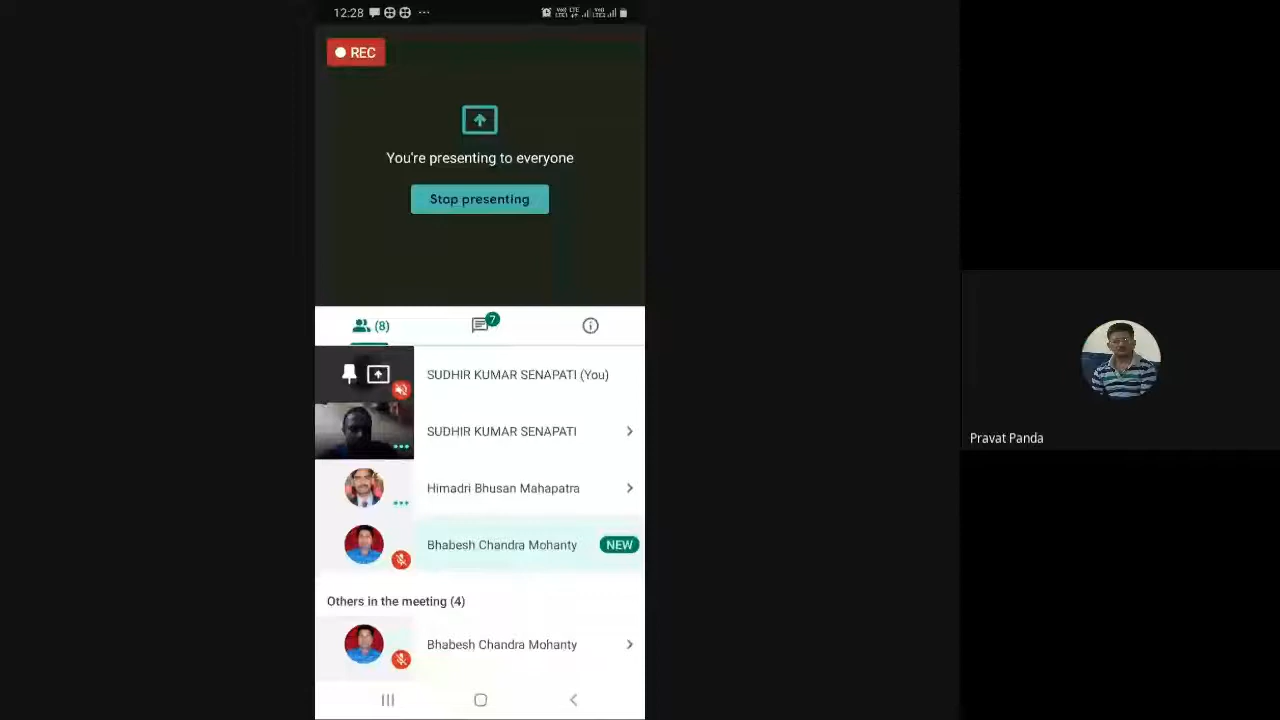 12:28
REC
You're presenting to everyone
Stop presenting
(8)
7
SUDHIR KUMAR SENAPATI (You)
SUDHIR KUMAR SENAPATI
Himadri Bhusan Mahapatra
Bhabesh Chandra Mohanty NEW
Others in the meeting (4)
Bhabesh Chandra Mohanty
Pravat Panda